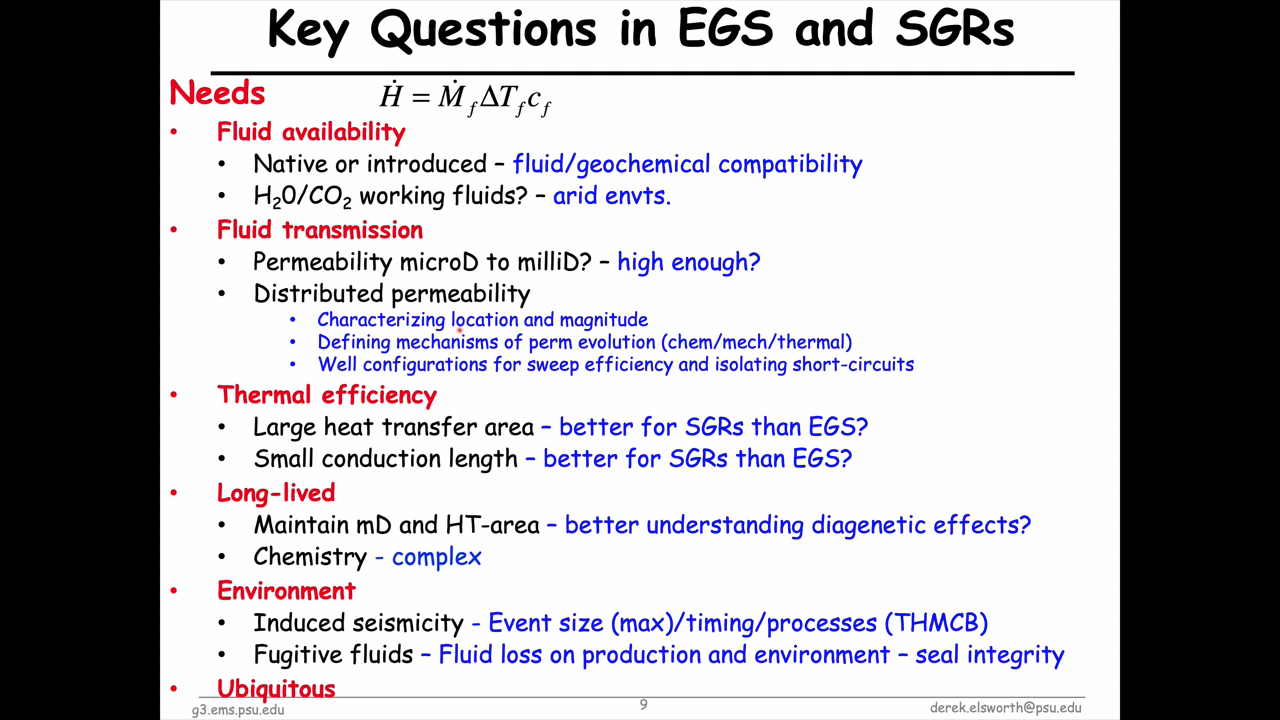 Key Questions in EGS and SGRs
Needs
Ḣ = Ṁ_f ΔT_f c_f
• Fluid availability
• Native or introduced – fluid/geochemical compatibility
• H₂0/CO₂ working fluids? – arid envts.
• Fluid transmission
• Permeability microD to milliD? – high enough?
• Distributed permeability
• Characterizing location and magnitude
• Defining mechanisms of perm evolution (chem/mech/thermal)
• Well configurations for sweep efficiency and isolating short-circuits
• Thermal efficiency
• Large heat transfer area – better for SGRs than EGS?
• Small conduction length – better for SGRs than EGS?
• Long-lived
• Maintain mD and HT-area – better understanding diagenetic effects?
• Chemistry - complex
• Environment
• Induced seismicity - Event size (max)/timing/processes (THMCB)
• Fugitive fluids – Fluid loss on production and environment – seal integrity
• Ubiquitous
g3.ems.psu.edu
9
derek.elsworth@psu.edu